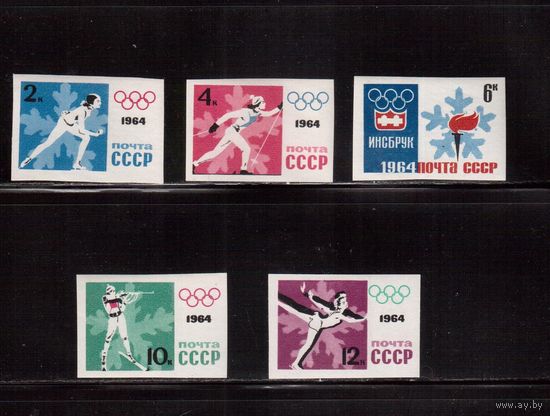 2к
1964
ПОЧТА
СССР
4к
1964
ПОЧТА
СССР
6к
ИНСБРУК
1964 ПОЧТА СССР
10к
1964
ПОЧТА
СССР
12к
1964
ПОЧТА
СССР
www.ay.by